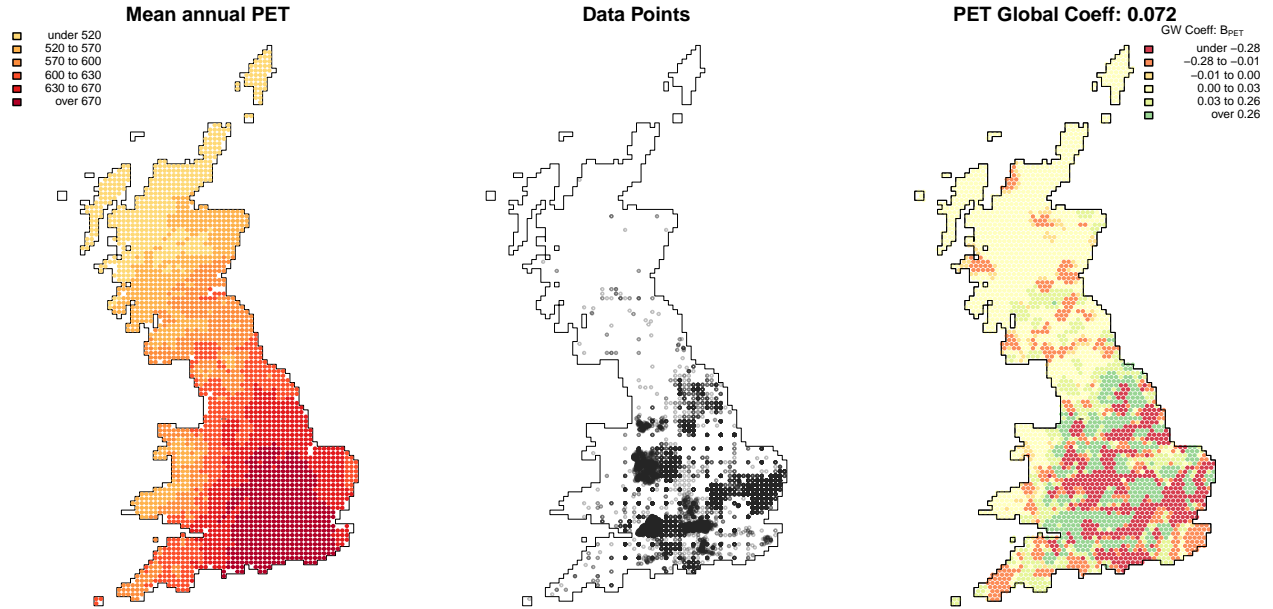 Mean annual PET
under 520
520 to 570
570 to 600
600 to 630
630 to 670
over 670
Data Points
PET Global Coeff: 0.072
GW Coeff: BPET
under −0.28
−0.28 to −0.01
−0.01 to 0.00
0.00 to 0.03
0.03 to 0.26
over 0.26